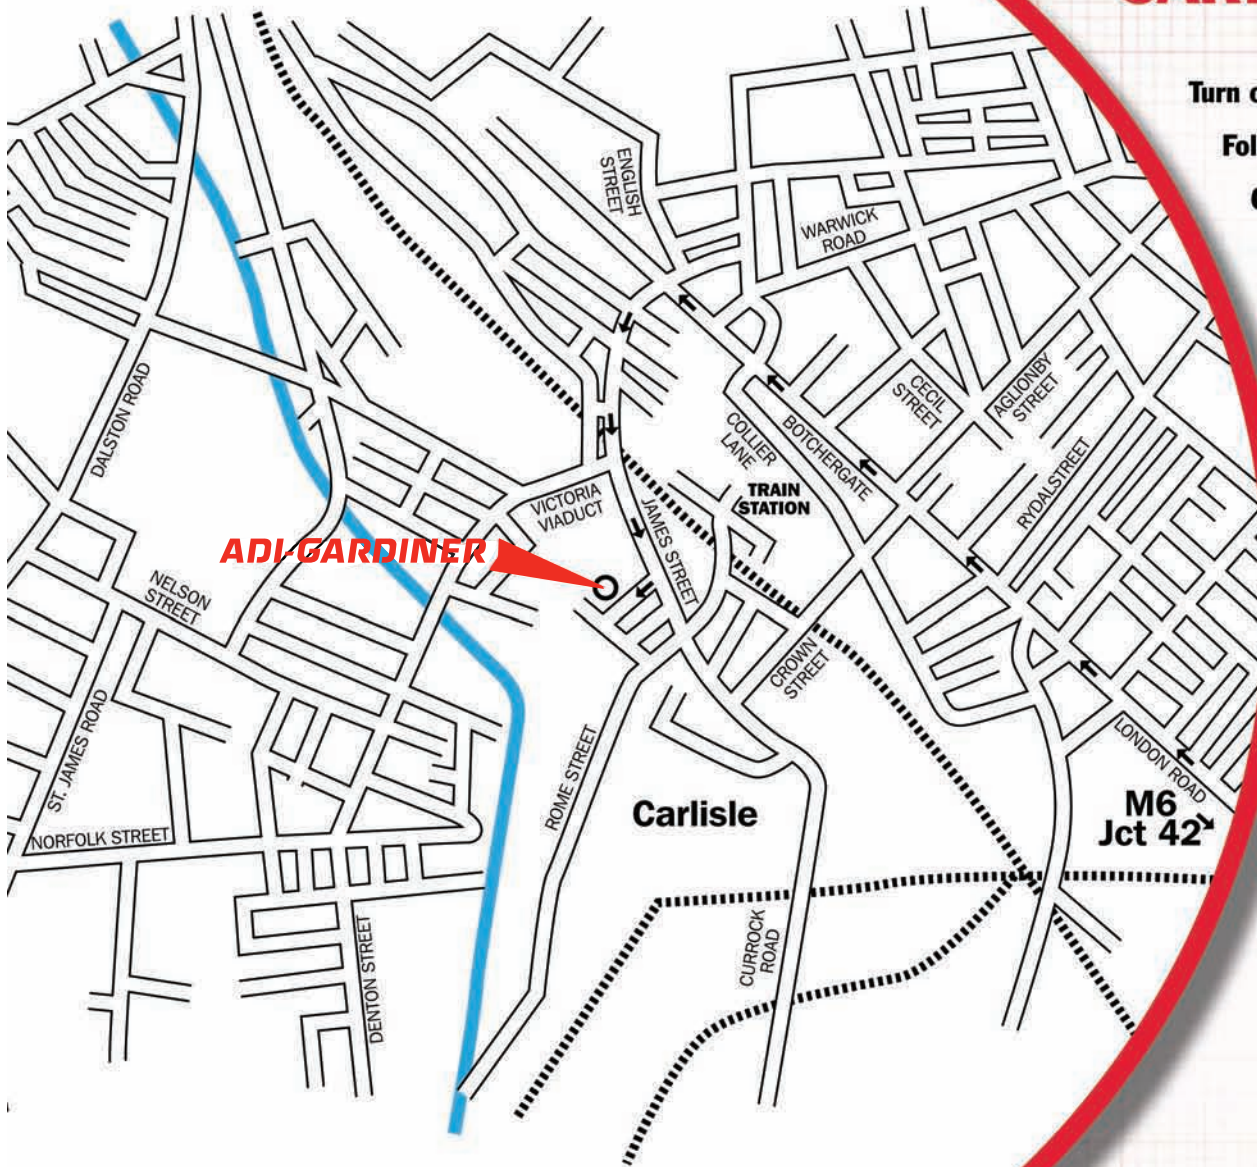 Turn
ENGLISH
STREET
WARWICK
ROAD
DALSTON ROAD
CECIL
STREET
AGLIONBY
STREET
COLLIER
LANE
BOTCHERGATE
RYDALSTREET
TRAIN
STATION
VICTORIA
VIADUCT
JAMES STREET
ADI-GARDINER
NELSON
STREET
CROWN
STREET
ST. JAMES ROAD
ROME STREET
LONDON ROAD
Carlisle
M6
Jct 42
NORFOLK STREET
DENTON STREET
CURROCK
ROAD